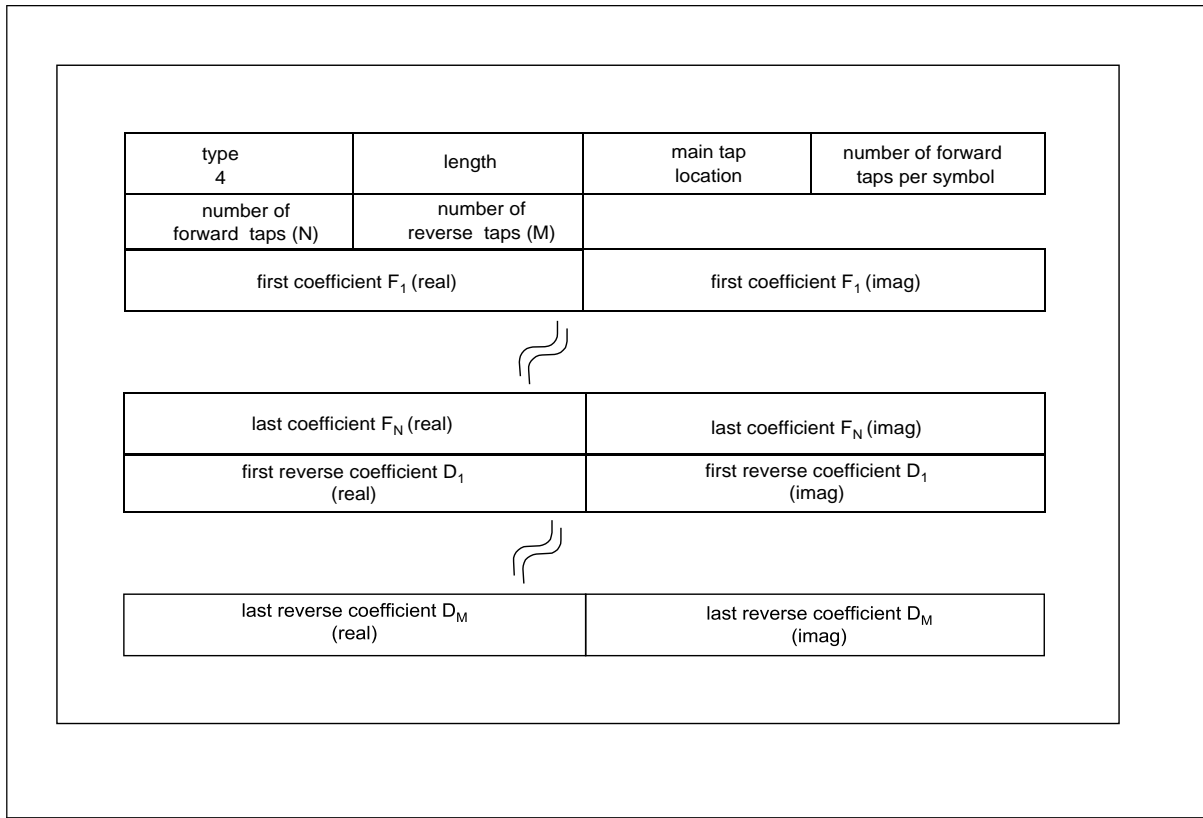 type
4
length
main tap
location
number of forward
taps per symbol
number of
forward taps (N)
number of
reverse taps (M)
first coefficient F1 (real)
first coefficient F1 (imag)
last coefficient FN (real)
last coefficient FN (imag)
first reverse coefficient D1
(real)
first reverse coefficient D1
(imag)
last reverse coefficient DM
(real)
last reverse coefficient DM
(imag)